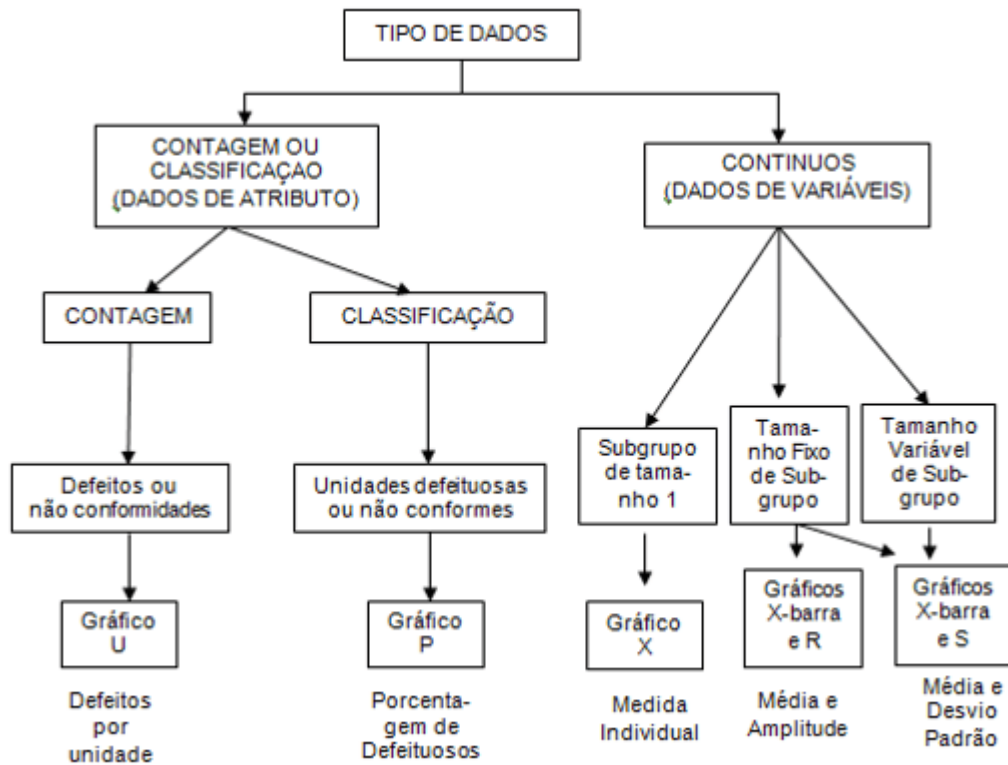 TIPO DE DADOS
CONTAGEM OU
CLASSIFICAÇAO
(DADOS DE ATRIBUTO)
CONTINUOS
(DADOS DE VARIÁVEIS)
CONTAGEM
CLASSIFICAÇÃO
Defeitos ou
não conformidades
Unidades defeituosas
ou não conformes
Subgrupo
de tama-
nho 1
Tama-
nho Fixo
de Sub-
grupo
Tamanho
Variável
de Sub-
grupo
Gráfico
U
Gráfico
P
Gráfico
X
Gráficos
X-barra
e R
Gráficos
X-barra
e S
Defeitos
por
unidade
Porcenta-
gem de
Defeituosos
Medida
Individual
Média e
Amplitude
Média e
Desvio
Padrão